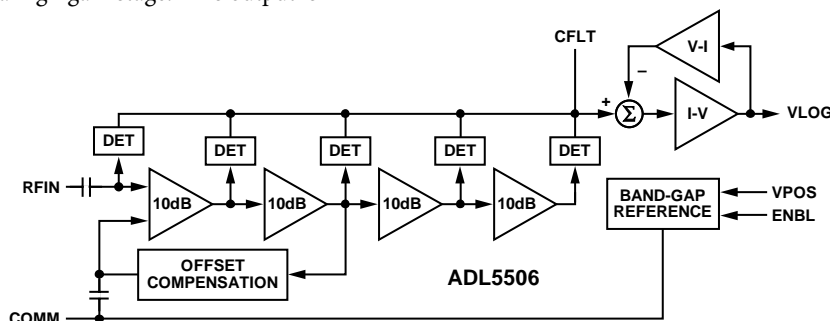 CFLT
V-I
–
+
Σ
I-V
VLOG
DET
DET
DET
DET
DET
RFIN
10dB
10dB
10dB
10dB
BAND-GAP
REFERENCE
VPOS
ENBL
OFFSET
COMPENSATION
ADL5506
COMM